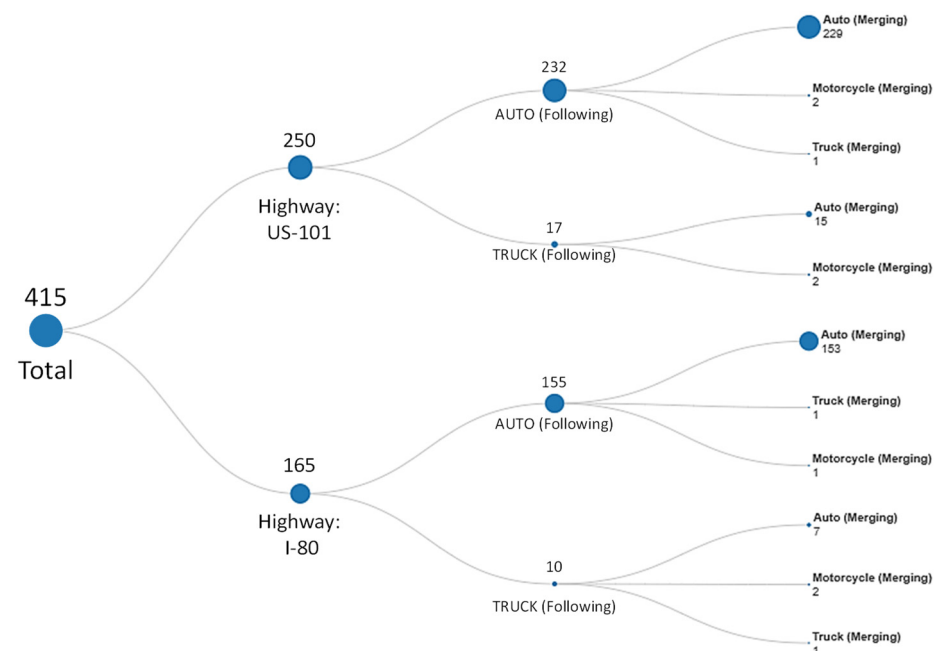 415
Total
250
Highway:
US-101
232
AUTO (Following)
Auto (Merging)
229
Motorcycle (Merging)
2
Truck (Merging)
1
17
TRUCK (Following)
Auto (Merging)
15
Motorcycle (Merging)
2
165
Highway:
I-80
155
AUTO (Following)
Auto (Merging)
153
Truck (Merging)
1
Motorcycle (Merging)
1
10
TRUCK (Following)
Auto (Merging)
7
Motorcycle (Merging)
2
Truck (Merging)